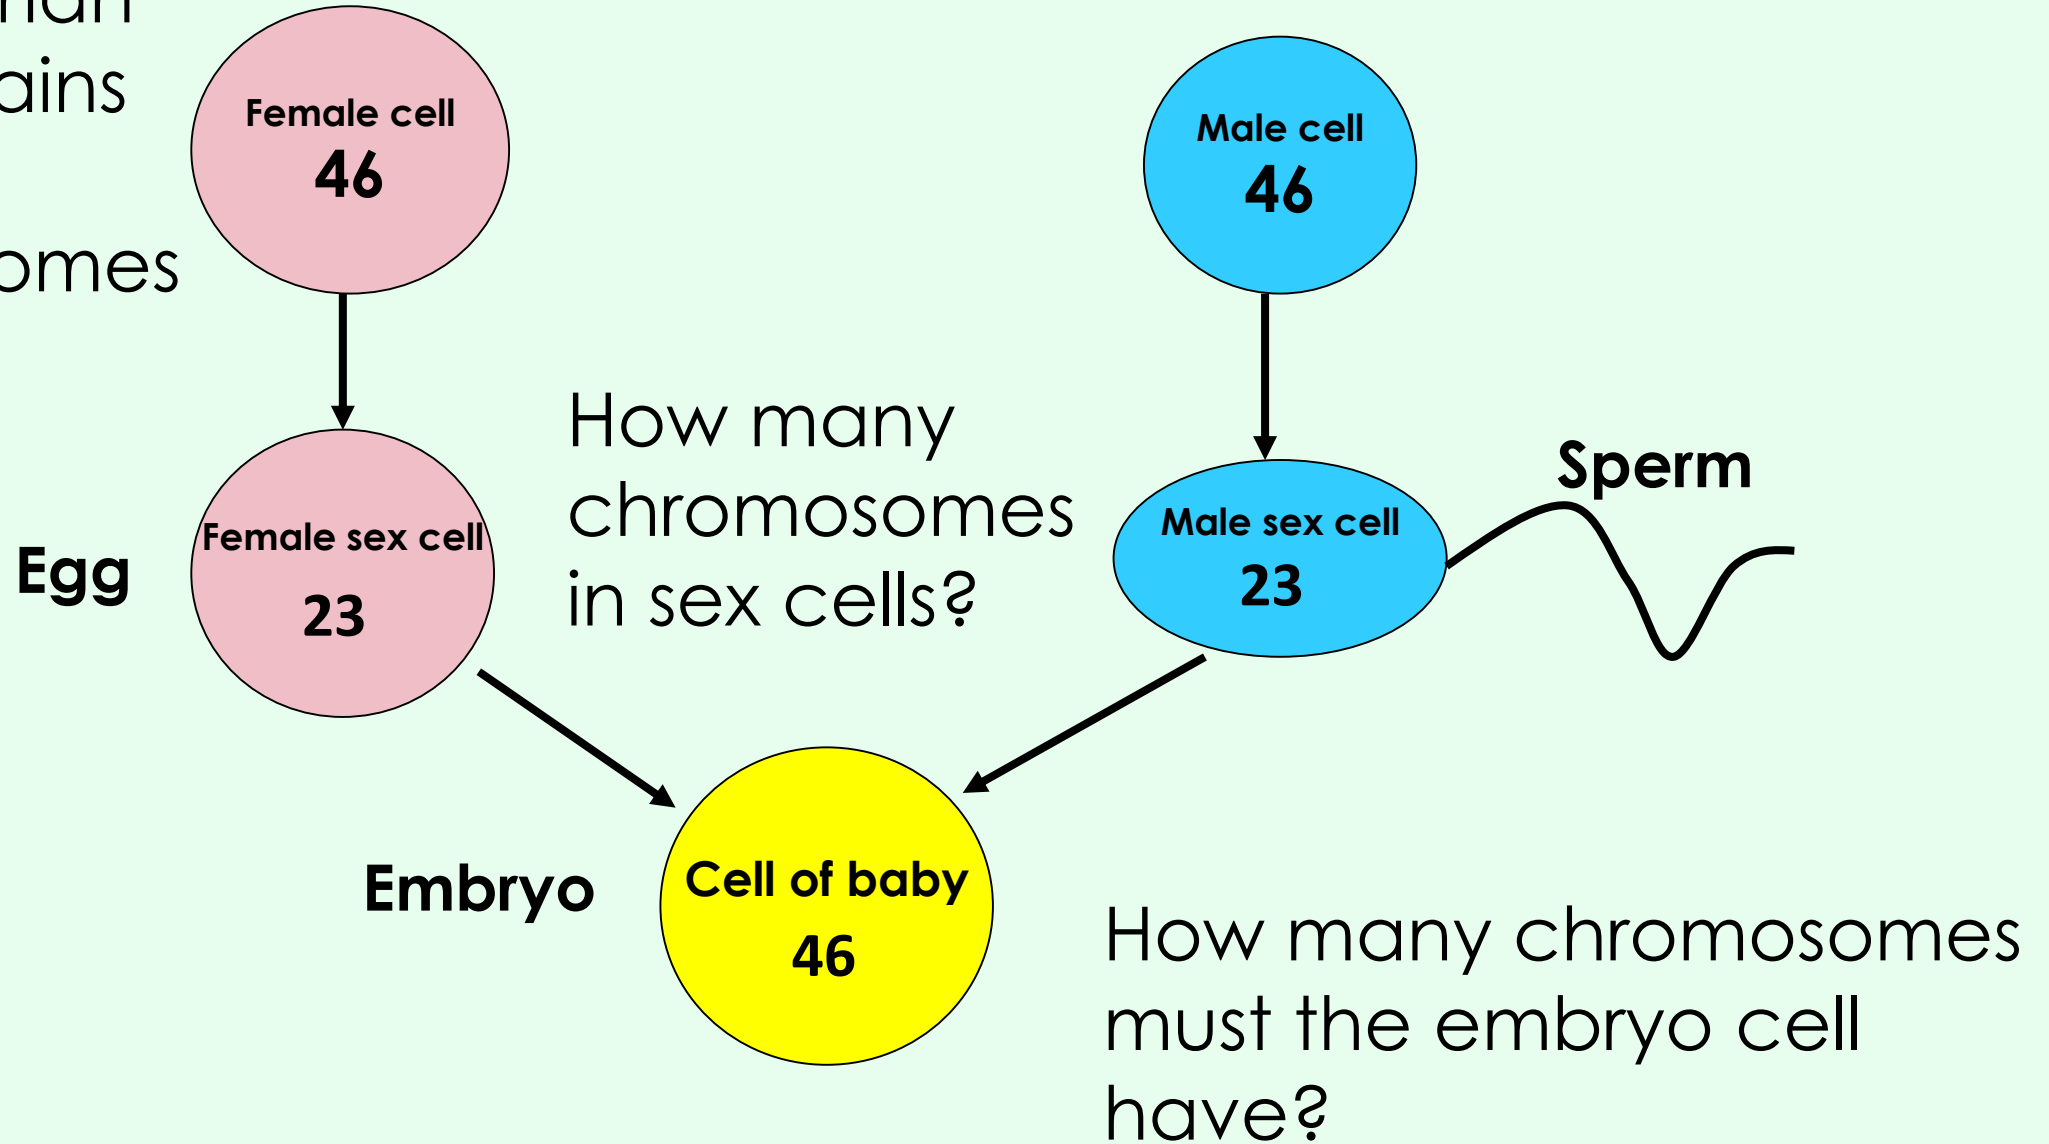 Female cell
46
Male cell
46
omes
How many
chromosomes
in sex cells?
Sperm
Egg
Female sex cell
23
Male sex cell
23
Embryo
Cell of baby
46
How many chromosomes
must the embryo cell
have?